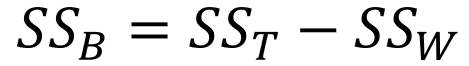 SS_B = SS_T − SS_W